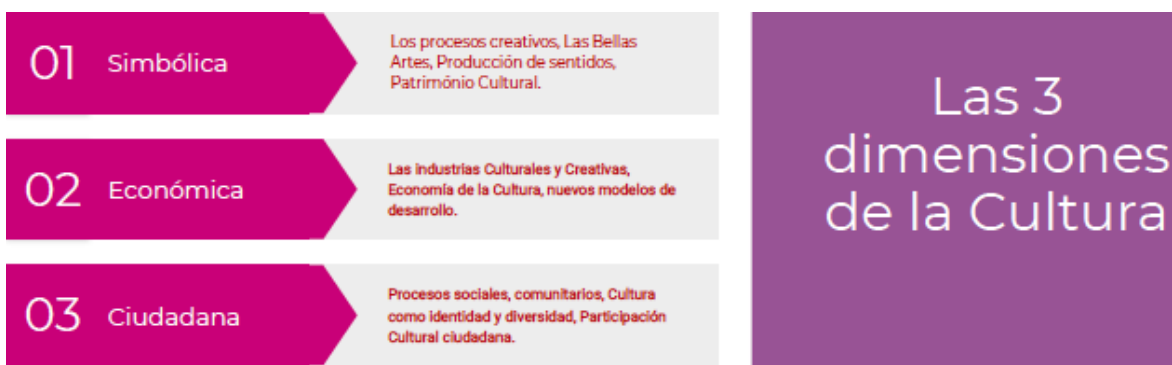 01 Simbólica
Los procesos creativos, Las Bellas
Artes, Producción de sentidos,
Património Cultural.
02 Económica
Las industrias Culturales y Creativas,
Economía de la Cultura, nuevos modelos de
desarrollo.
03 Ciudadana
Procesos sociales, comunitarios, Cultura
como identidad y diversidad, Participación
Cultural ciudadana.
Las 3
dimensiones
de la Cultura